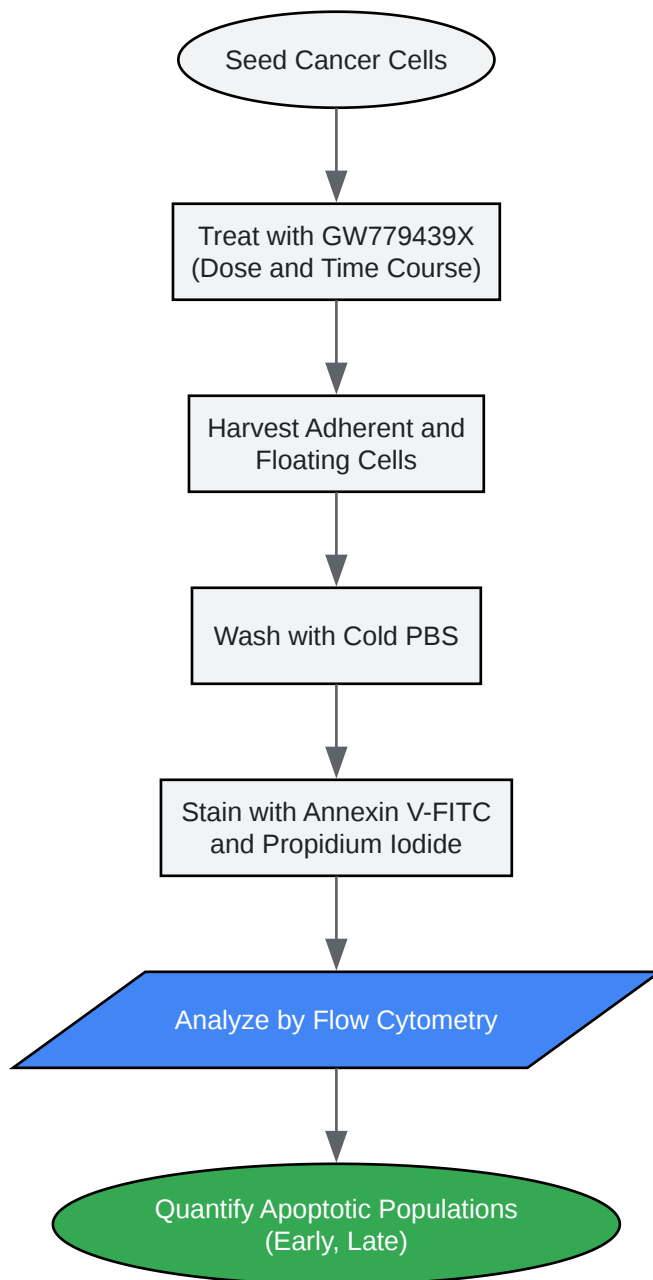 Seed Cancer Cells
Treat with GW779439X
(Dose and Time Course)
Harvest Adherent and
Floating Cells
Wash with Cold PBS
Stain with Annexin V-FITC
and Propidium Iodide
Analyze by Flow Cytometry
Quantify Apoptotic Populations
(Early, Late)